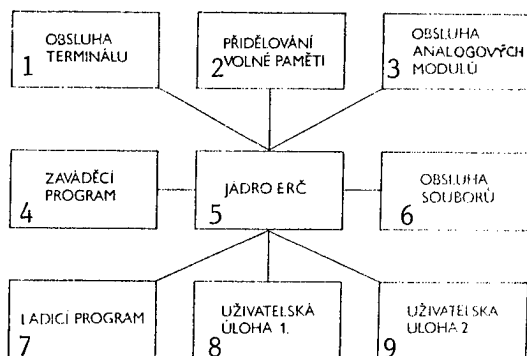 OBSLUHA
TERMINÁLU
1
PŘIDĚLOVÁNÍ
VOLNÉ PAMĚTI
2
OBSLUHA
ANALOGOVÝCH
MODULŮ
3
ZAVÁDĚCÍ
PROGRAM
4
JÁDRO ERČ
5
OBSLUHA
SOUBORŮ
6
LADICÍ PROGRAM
7
UŽIVATELSKÁ
ÚLOHA 1.
8
UŽIVATELSKA
ÚLOHA 2
9